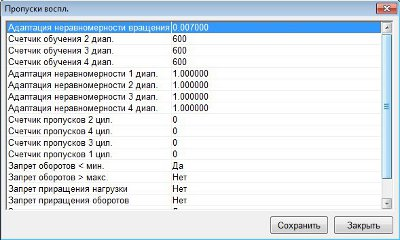 Пропуски воспл.
Адаптация неравномерности вращения 0.007000
Счетчик обучения 2 диап. 600
Счетчик обучения 3 диап. 600
Счетчик обучения 4 диап. 600
Адаптация неравномерности 1 диап. 1.000000
Адаптация неравномерности 2 диап. 1.000000
Адаптация неравномерности 3 диап. 1.000000
Адаптация неравномерности 4 диап. 1.000000
Счетчик пропусков 2 цил. 0
Счетчик пропусков 4 цил. 0
Счетчик пропусков 3 цил. 0
Счетчик пропусков 1 цил. 0
Запрет оборотов < мин. Да
Запрет оборотов > макс. Нет
Запрет приращения нагрузки Нет
Запрет приращения оборотов Нет
Сохранить Закрыть